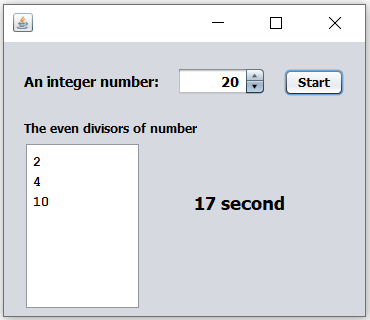 An integer number: 20 Start
The even divisors of number
2
4
10
17 second